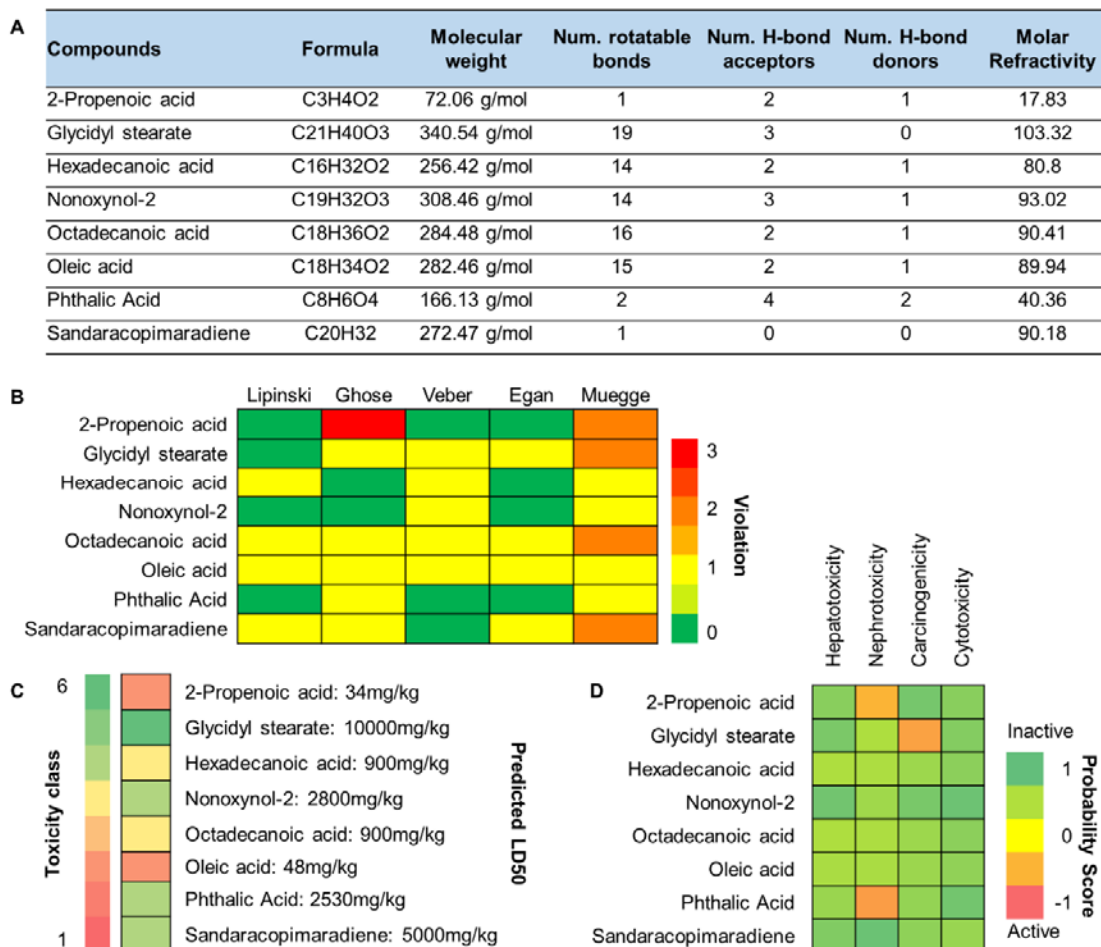 A
Compounds Formula Molecular weight Num. rotatable bonds Num. H-bond acceptors Num. H-bond donors Molar Refractivity
2-Propenoic acid C3H4O2 72.06 g/mol 1 2 1 17.83
Glycidyl stearate C21H40O3 340.54 g/mol 19 3 0 103.32
Hexadecanoic acid C16H32O2 256.42 g/mol 14 2 1 80.8
Nonoxynol-2 C19H32O3 308.46 g/mol 14 3 1 93.02
Octadecanoic acid C18H36O2 284.48 g/mol 16 2 1 90.41
Oleic acid C18H34O2 282.46 g/mol 15 2 1 89.94
Phthalic Acid C8H6O4 166.13 g/mol 2 4 2 40.36
Sandaracopimaradiene C20H32 272.47 g/mol 1 0 0 90.18
B
Lipinski Ghose Veber Egan Muegge
2-Propenoic acid
Glycidyl stearate
Hexadecanoic acid
Nonoxynol-2
Octadecanoic acid
Oleic acid
Phthalic Acid
Sandaracopimaradiene
3
2
1
0
Violation
C
6
1
Toxicity class
2-Propenoic acid: 34mg/kg
Glycidyl stearate: 10000mg/kg
Hexadecanoic acid: 900mg/kg
Nonoxynol-2: 2800mg/kg
Octadecanoic acid: 900mg/kg
Oleic acid: 48mg/kg
Phthalic Acid: 2530mg/kg
Sandaracopimaradiene: 5000mg/kg
Predicted LD50
D
Hepatotoxicity
Nephrotoxicity
Carcinogenicity
Cytotoxicity
2-Propenoic acid
Glycidyl stearate
Hexadecanoic acid
Nonoxynol-2
Octadecanoic acid
Oleic acid
Phthalic Acid
Sandaracopimaradiene
Inactive
1
0
-1
Active
Probability Score